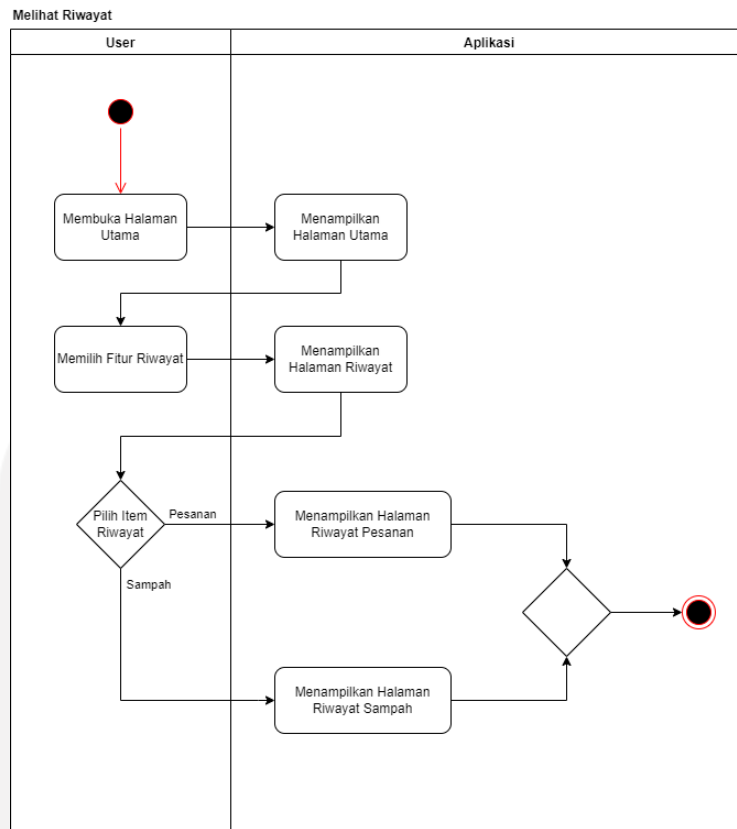 Melihat Riwayat
User
Aplikasi
Membuka Halaman
Utama
Menampilkan
Halaman Utama
Memilih Fitur Riwayat
Menampilkan
Halaman Riwayat
Pilih Item
Riwayat
Pesanan
Menampilkan Halaman
Riwayat Pesanan
Sampah
Menampilkan Halaman
Riwayat Sampah